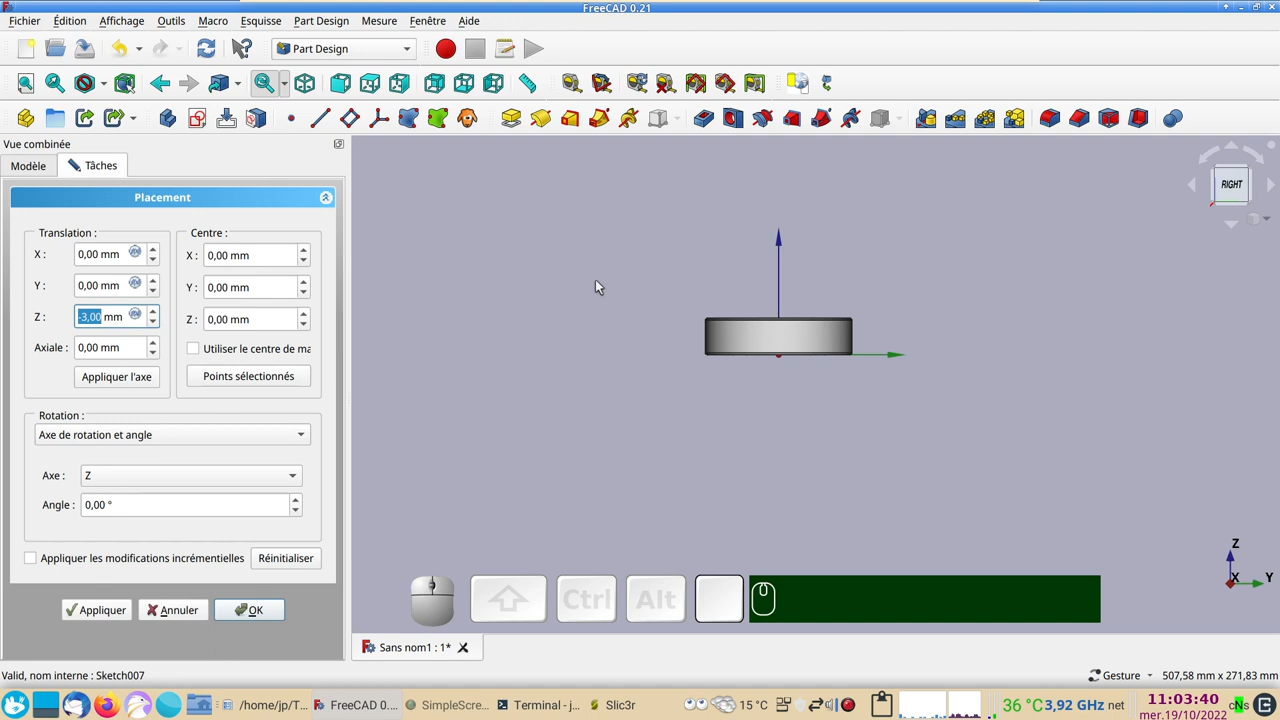 FreeCAD 0.21
Fichier Édition Affichage Outils Macro Esquisse Part Design Mesure Fenêtre Aide
Part Design
Vue combinée
Modèle Tâches
Placement
Translation : Centre :
X : 0,00 mm X : 0,00 mm
Y : 0,00 mm Y : 0,00 mm
Z : -3,00 mm Z : 0,00 mm
Axiale : 0,00 mm Utiliser le centre de ma
Appliquer l'axe Points sélectionnés
Rotation :
Axe de rotation et angle
Axe : Z
Angle : 0,00 °
Appliquer les modifications incrémentielles Réinitialiser
Appliquer Annuler OK
RIGHT
Z
X Y
Ctrl Alt
Sans nom1 : 1*
Valid, nom interne : Sketch007 Gesture 507,58 mm x 271,83 mm
/home/jp/T... FreeCAD 0.... SimpleScre... Terminal - j... Slic3r 15 °C 36 °C 3,92 GHz net 11:03:40
mer.19/10/2022